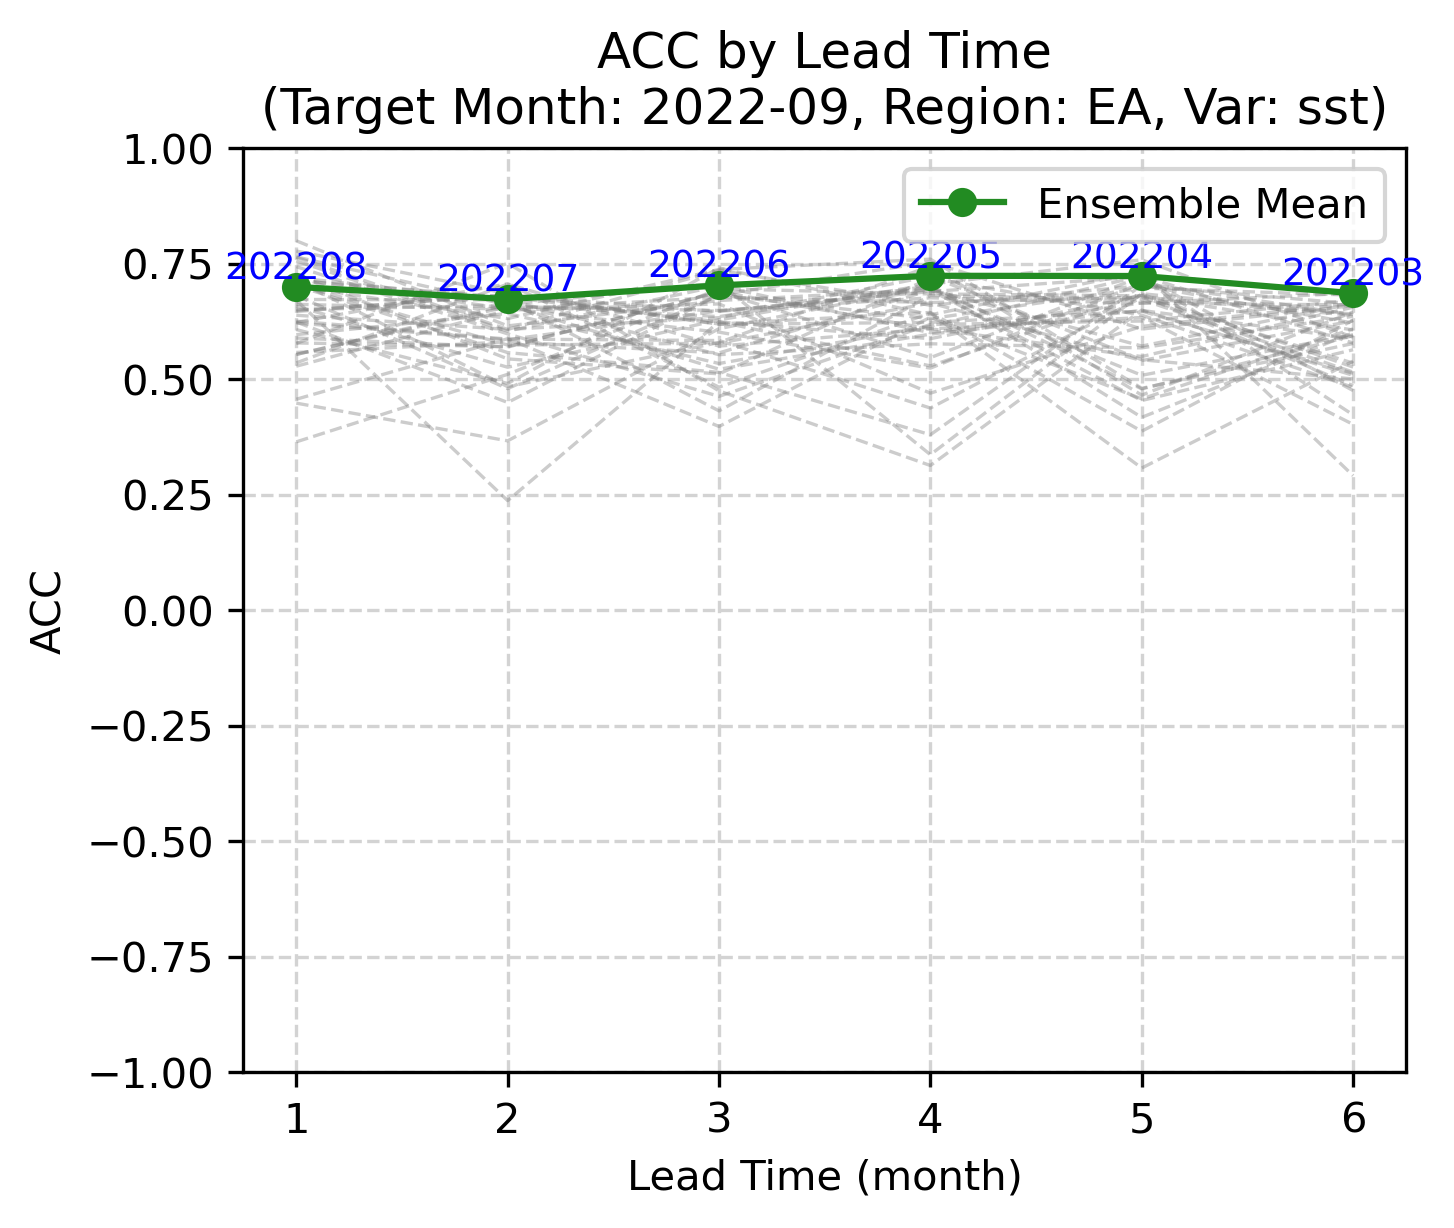 ACC by Lead Time
(Target Month: 2022-09, Region: EA, Var: sst)
Ensemble Mean
1.00
0.75
0.50
0.25
0.00
−0.25
−0.50
−0.75
−1.00
ACC
202208
202207
202206
202205
202204
202203
1 2 3 4 5 6
Lead Time (month)